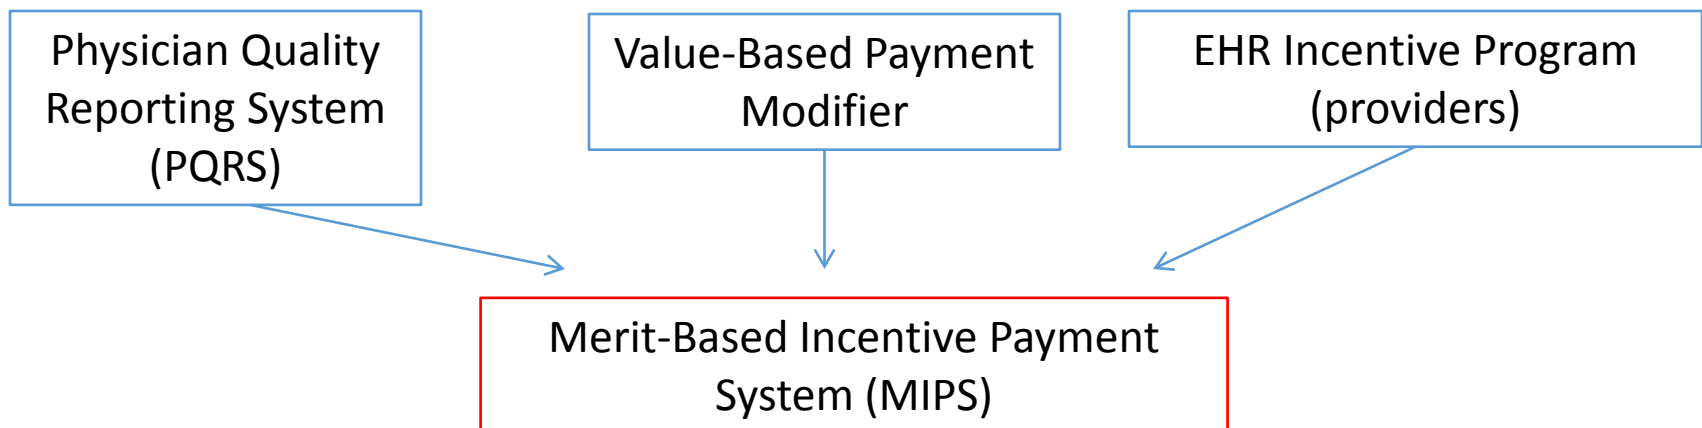 Physician Quality
Reporting System
(PQRS)
Value-Based Payment
Modifier
EHR Incentive Program
(providers)
Merit-Based Incentive Payment
System (MIPS)